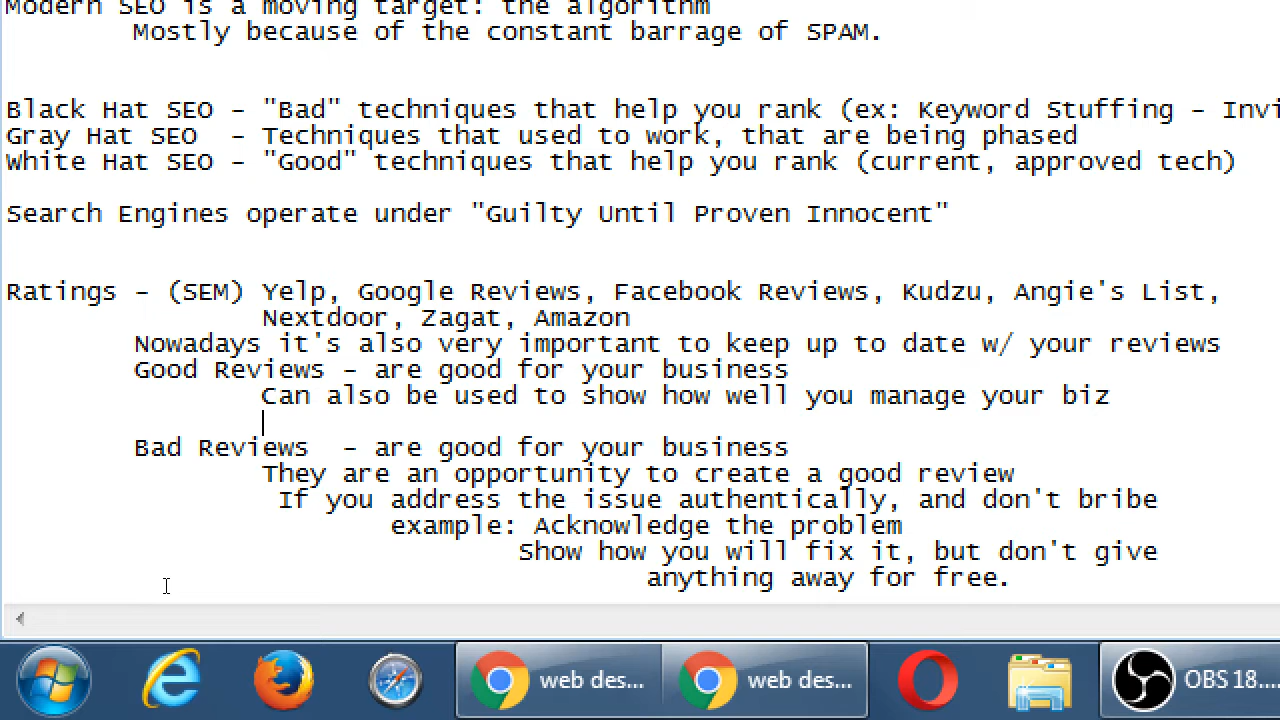 Modern SEO is a moving target: the algorithm
Mostly because of the constant barrage of SPAM.
Black Hat SEO - "Bad" techniques that help you rank (ex: Keyword Stuffing - Invi
Gray Hat SEO - Techniques that used to work, that are being phased
White Hat SEO - "Good" techniques that help you rank (current, approved tech)
Search Engines operate under "Guilty Until Proven Innocent"
Ratings - (SEM) Yelp, Google Reviews, Facebook Reviews, Kudzu, Angie's List,
Nextdoor, Zagat, Amazon
Nowadays it's also very important to keep up to date w/ your reviews
Good Reviews - are good for your business
Can also be used to show how well you manage your biz
Bad Reviews - are good for your business
They are an opportunity to create a good review
If you address the issue authentically, and don't bribe
example: Acknowledge the problem
Show how you will fix it, but don't give
anything away for free.
web des... web des... OBS 18....